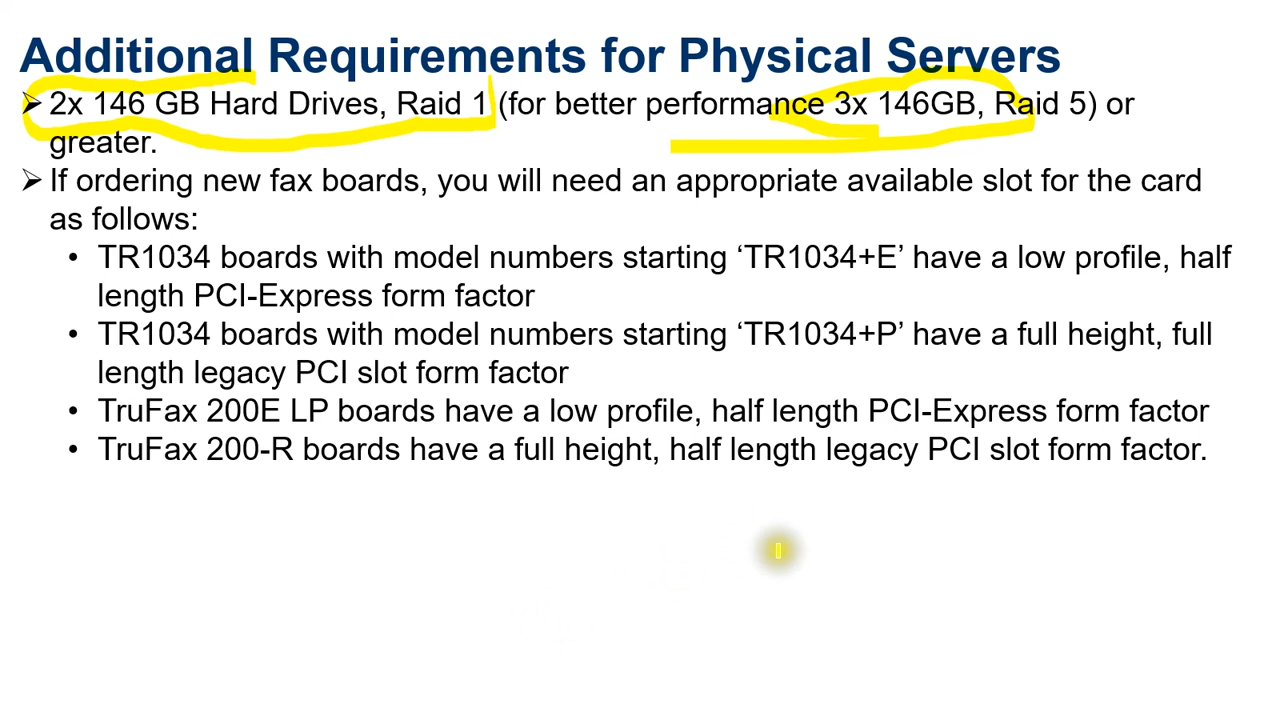 Additional Requirements for Physical Servers
➢ 2x 146 GB Hard Drives, Raid 1 (for better performance 3x 146GB, Raid 5) or
greater.
➢ If ordering new fax boards, you will need an appropriate available slot for the card
as follows:
• TR1034 boards with model numbers starting ‘TR1034+E’ have a low profile, half
length PCI-Express form factor
• TR1034 boards with model numbers starting ‘TR1034+P’ have a full height, full
length legacy PCI slot form factor
• TruFax 200E LP boards have a low profile, half length PCI-Express form factor
• TruFax 200-R boards have a full height, half length legacy PCI slot form factor.